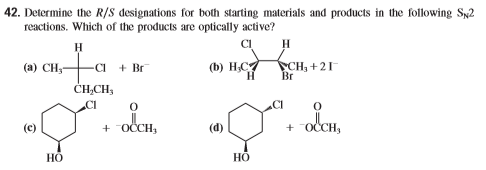 42. Determine the R/S designations for both starting materials and products in the following SN2
reactions. Which of the products are optically active?
H
(a) CH3 Cl + Br−
CH2CH3
Cl H
(b) H3C CH3 + 2 I−
H Br
Cl O
(c) + −OCCH3
HO
Cl O
(d) + −OCCH3
HO